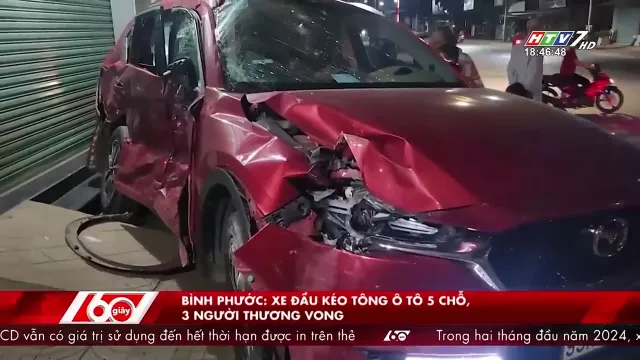 HTV7 HD
18:46:48
60 giây
BÌNH PHƯỚC: XE ĐẦU KÉO TÔNG Ô TÔ 5 CHỖ,
3 NGƯỜI THƯƠNG VONG
CD vẫn có giá trị sử dụng đến hết thời hạn được in trên thẻ
60
Trong hai tháng đầu năm 2024, x